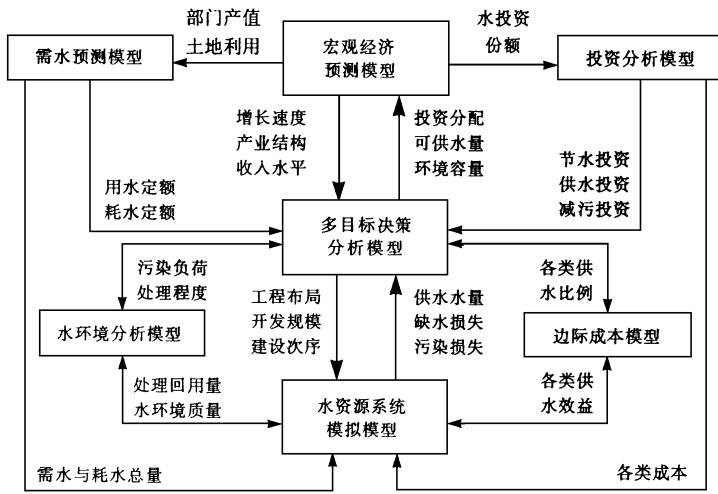 部门产值
土地利用
水投资
份额
需水预测模型
宏观经济
预测模型
投资分析模型
增长速度
产业结构
收入水平
投资分配
可供水量
环境容量
用水定额
耗水定额
节水投资
供水投资
减污投资
多目标决策
分析模型
污染负荷
处理程度
工程布局
开发规模
建设次序
供水水量
缺水损失
污染损失
各类供
水比例
水环境分析模型
边际成本模型
处理回用量
水环境质量
水资源系统
模拟模型
各类供
水效益
需水与耗水总量
各类成本